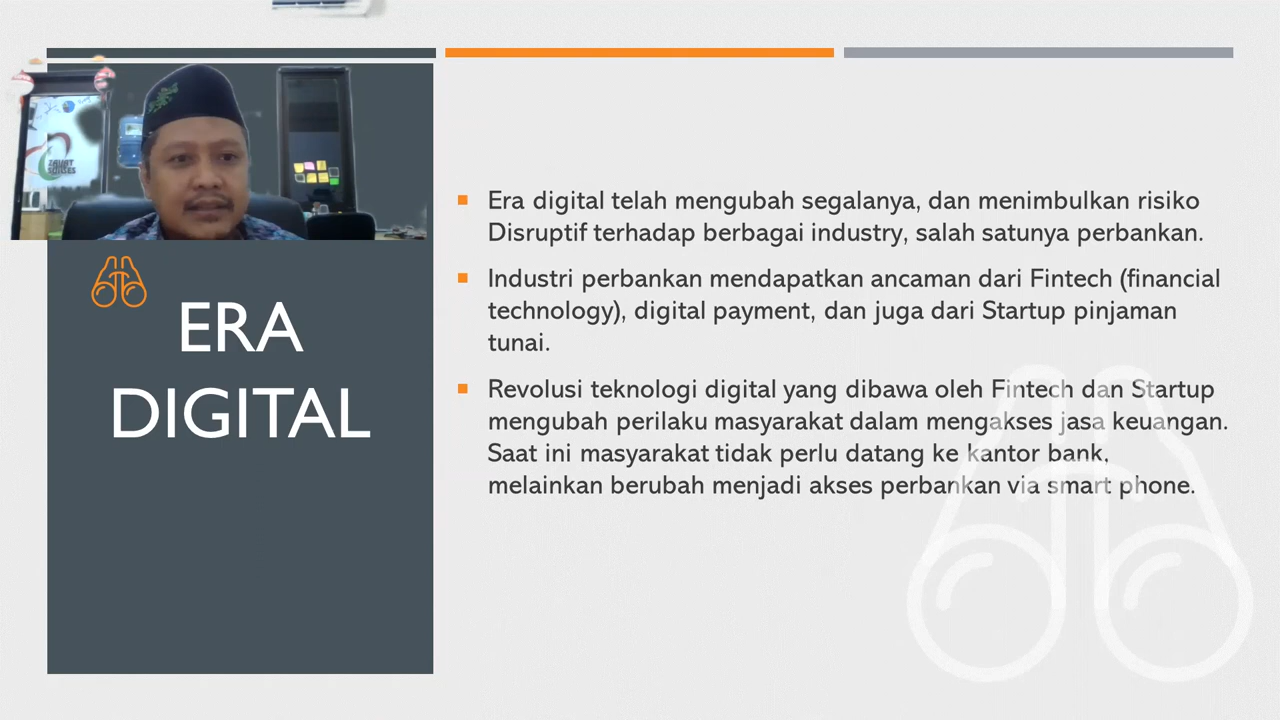 ERA
DIGITAL
Era digital telah mengubah segalanya, dan menimbulkan risiko
Disruptif terhadap berbagai industry, salah satunya perbankan.
Industri perbankan mendapatkan ancaman dari Fintech (financial
technology), digital payment, dan juga dari Startup pinjaman
tunai.
Revolusi teknologi digital yang dibawa oleh Fintech dan Startup
mengubah perilaku masyarakat dalam mengakses jasa keuangan.
Saat ini masyarakat tidak perlu datang ke kantor bank,
melainkan berubah menjadi akses perbankan via smart phone.